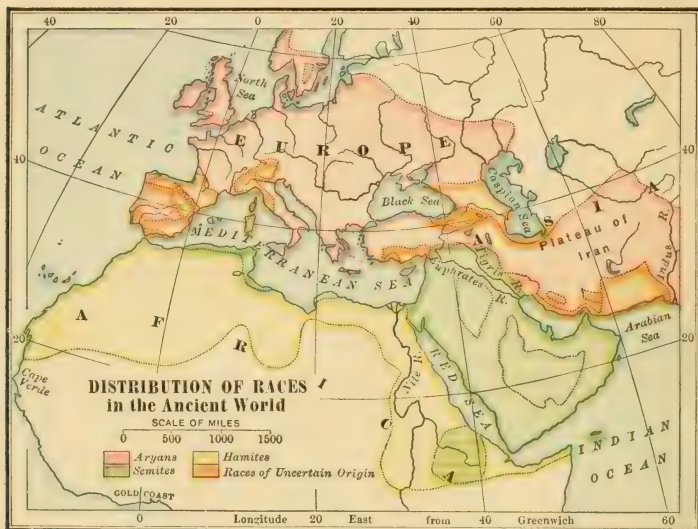 40 20 0 20 40 60 80
North Sea
ATLANTIC
OCEAN
EUROPE
40
40
Black Sea
Caspian Sea
ASIA
MEDITERRANEAN SEA
Plateau of
Iran
Indus R.
Tigris R.
Euphrates R.
AFRICA
Arabian
Sea
20
20
Nile R.
RED SEA
Cape
Verde
DISTRIBUTION OF RACES
in the Ancient World
SCALE OF MILES
0 500 1000 1500
Aryans
Semites
Hamites
Races of Uncertain Origin
INDIAN
OCEAN
GOLD COAST
0 Longitude 20 East from 40 Greenwich 60